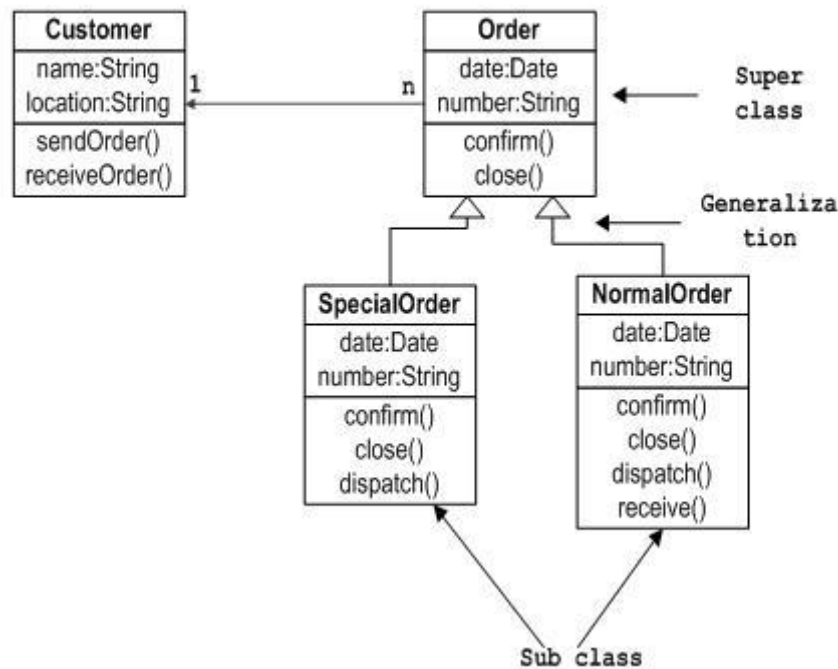 Customer
name:String
location:String
sendOrder()
receiveOrder()
1
n
Order
date:Date
number:String
confirm()
close()
Super
class
Generaliza
tion
SpecialOrder
date:Date
number:String
confirm()
close()
dispatch()
NormalOrder
date:Date
number:String
confirm()
close()
dispatch()
receive()
Sub class